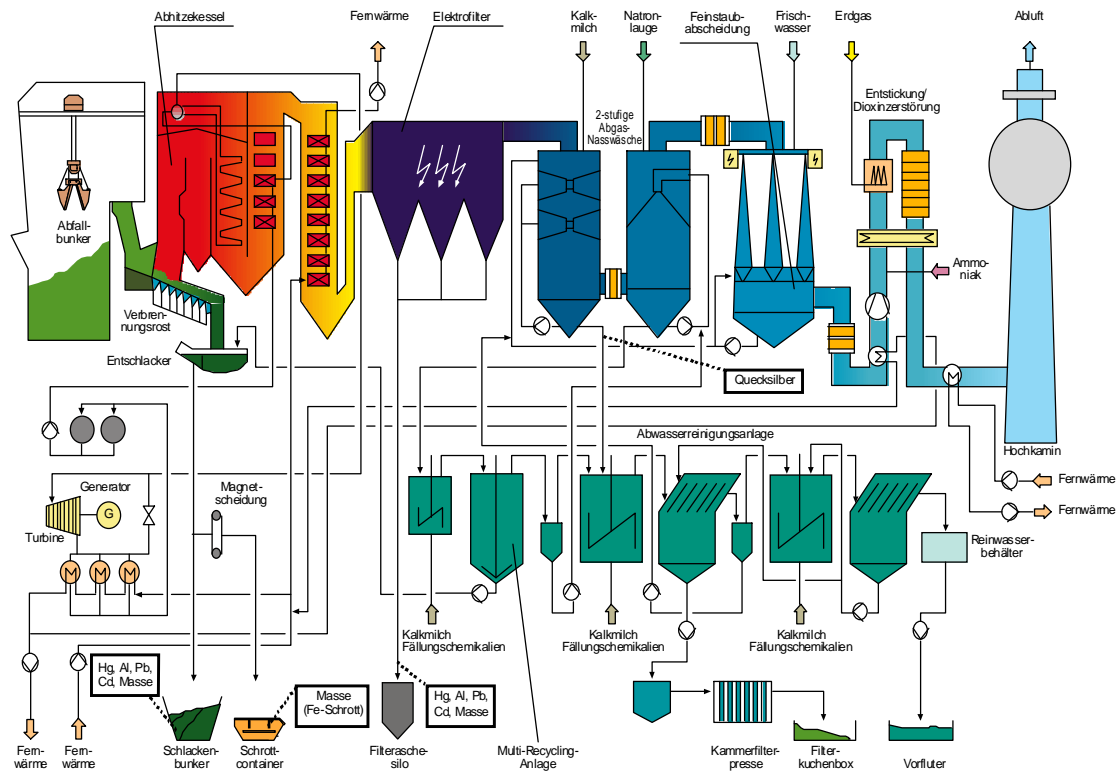 Abhitzekessel
Fernwärme
Elektrofilter
Kalk-
milch
Natron-
lauge
Feinstaub-
abscheidung
Frisch-
wasser
Erdgas
Abluft
Entstickung/
Dioxinzerstörung
2-stufige
Abgas-
Nasswäsche
Abfall-
bunker
Ammo-
niak
Verbren-
nungsrost
Entschlacker
Quecksilber
Abwasserreinigungsanlage
Hochkamin
Fernwärme
Fernwärme
Magnet-
scheidung
Generator
G
Turbine
Reinwasser-
behälter
Kalkmilch
Fällungschemikalien
Kalkmilch
Fällungschemikalien
Kalkmilch
Fällungschemikalien
Hg, Al, Pb,
Cd, Masse
Masse
(Fe-Schrott)
Hg, Al, Pb,
Cd, Masse
Fern-
wärme
Fern-
wärme
Schlacken-
bunker
Schrott-
container
Filterasche-
silo
Multi-Recycling-
Anlage
Kammerfilter-
presse
Filter-
kuchenbox
Vorfluter